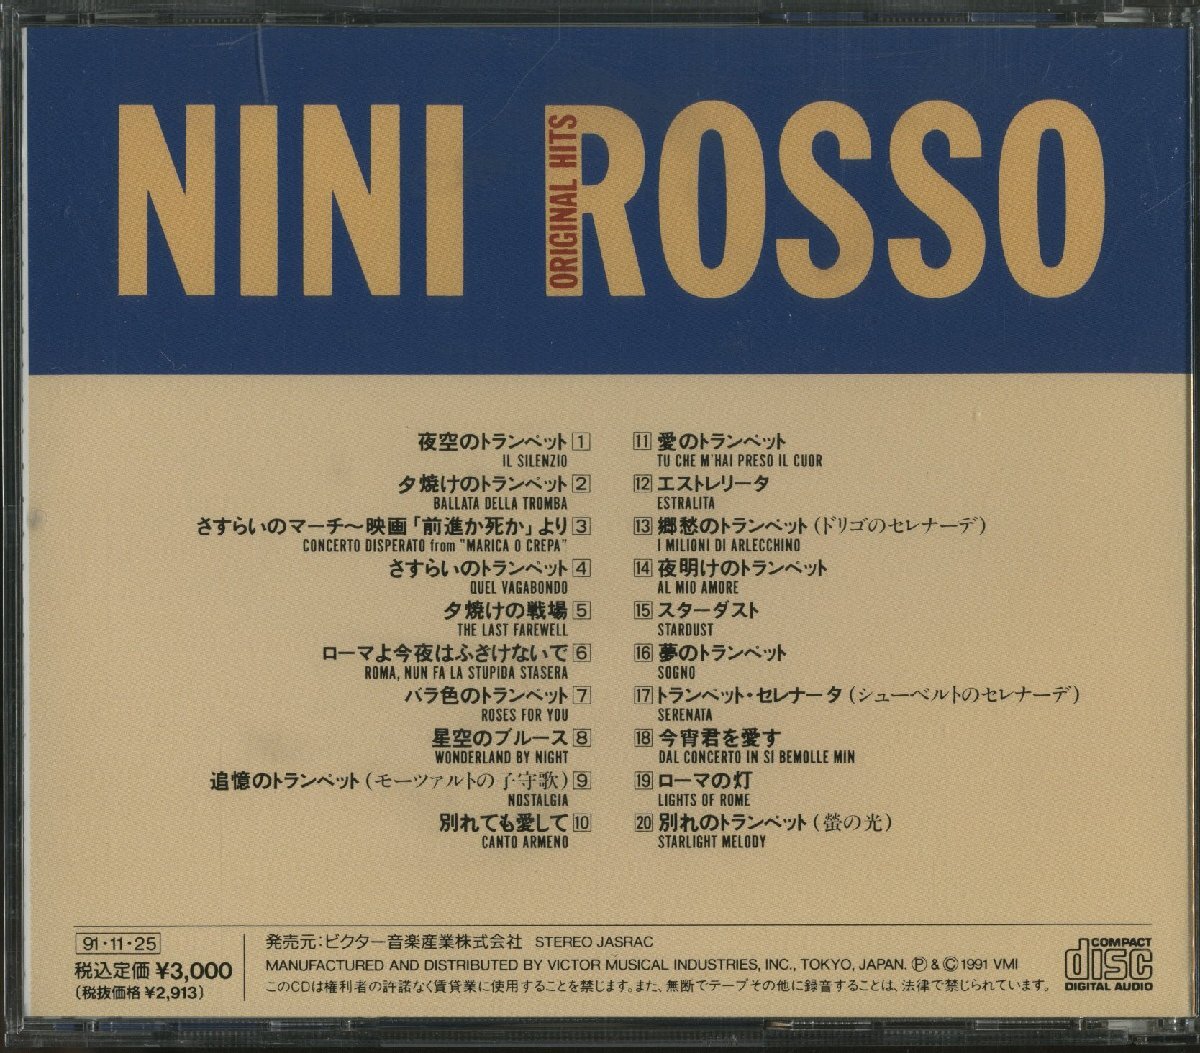 NINI ROSSO
ORIGINAL HITS
夜空のトランペット 1
IL SILENZIO
夕焼けのトランペット 2
BALLATA DELLA TROMBA
さすらいのマーチ〜映画「前進か死か」より 3
CONCERTO DISPERATO from "MARICA O CREPA"
さすらいのトランペット 4
QUEL VAGABONDO
夕焼けの戦場 5
THE LAST FAREWELL
ローマよ今夜はふざけないで 6
ROMA, NUN FA LA STUPIDA STASERA
バラ色のトランペット 7
ROSES FOR YOU
星空のブルース 8
WONDERLAND BY NIGHT
追憶のトランペット(モーツァルトの子守歌) 9
NOSTALGIA
別れても愛して 10
CANTO ARMENO
11 愛のトランペット
TU CHE M'HAI PRESO IL CUOR
12 エストレリータ
ESTRALITA
13 郷愁のトランペット(ドリゴのセレナーデ)
I MILIONI DI ARLECCHINO
14 夜明けのトランペット
AL MIO AMORE
15 スターダスト
STARDUST
16 夢のトランペット
SOGNO
17 トランペット・セレナータ(シューベルトのセレナーデ)
SERENATA
18 今宵君を愛す
DAL CONCERTO IN SI BEMOLLE MIN
19 ローマの灯
LIGHTS OF ROME
20 別れのトランペット(螢の光)
STARLIGHT MELODY
91・11・25
税込定価 ¥3,000
(税抜価格 ¥2,913)
発売元:ビクター音楽産業株式会社 STEREO JASRAC
MANUFACTURED AND DISTRIBUTED BY VICTOR MUSICAL INDUSTRIES, INC., TOKYO, JAPAN. Ⓟ & © 1991 VMI
このCDは権利者の許諾なく賃貸業に使用することを禁じます。また、無断でテープその他に録音することは、法律で禁じられています。
COMPACT
disc
DIGITAL AUDIO